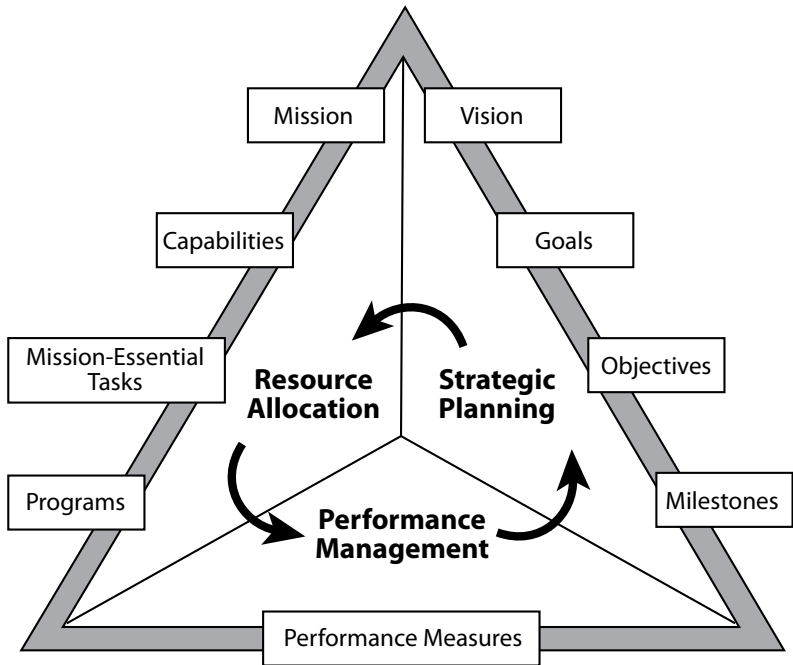 Mission
Vision
Capabilities
Goals
Mission-Essential
Tasks
Objectives
Resource
Allocation
Strategic
Planning
Programs
Milestones
Performance
Management
Performance Measures